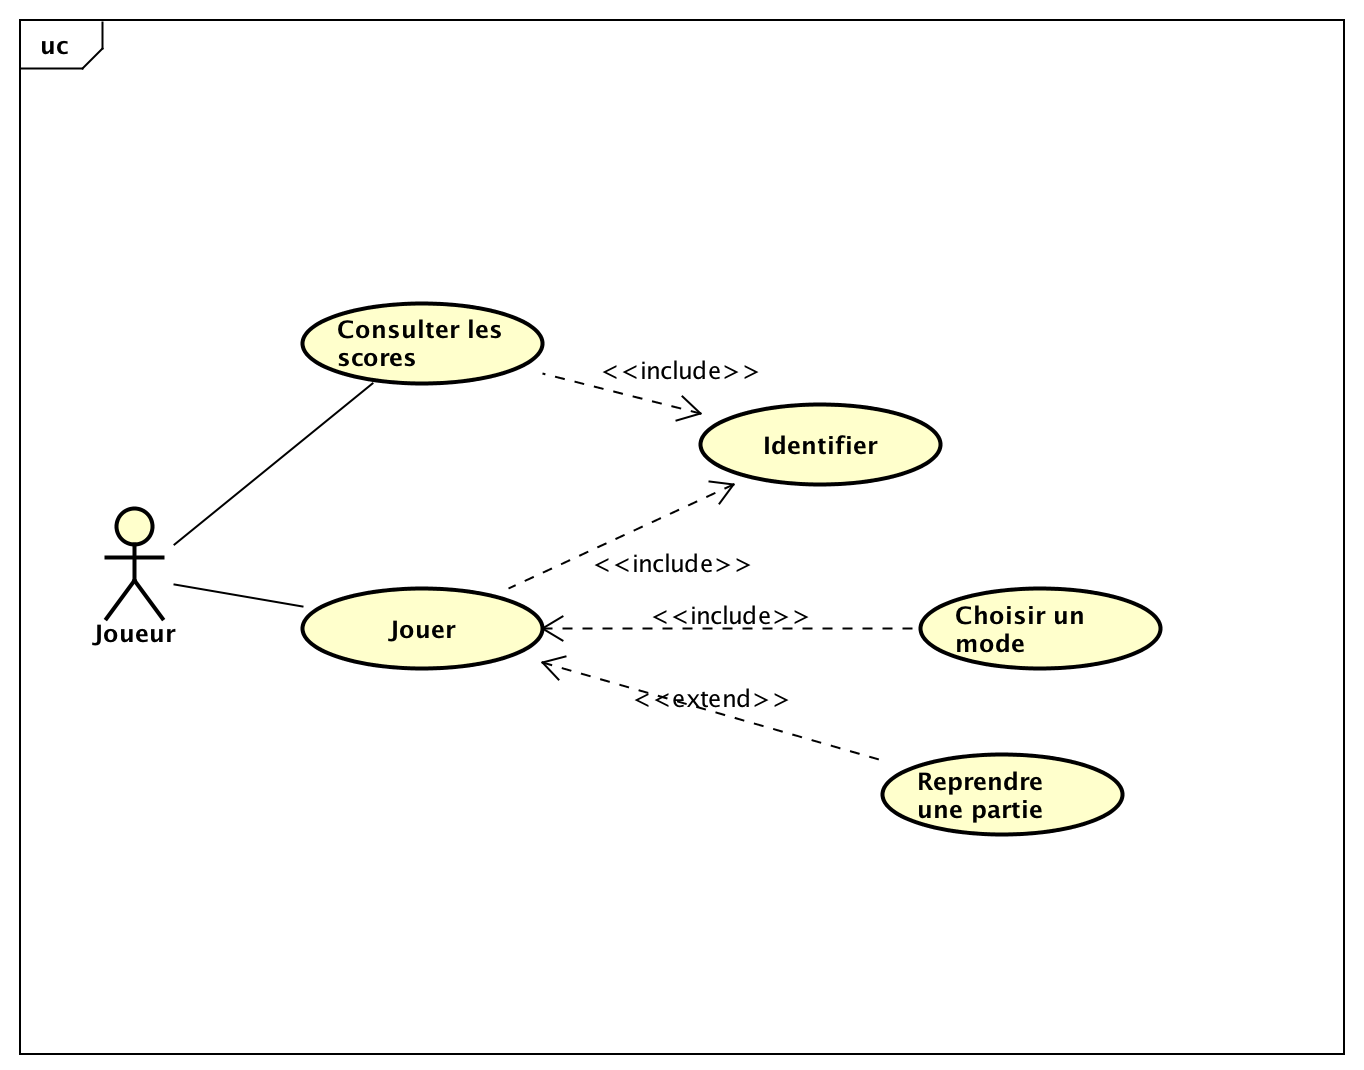 uc
Consulter les
scores
<<include>>
Identifier
<<include>>
Joueur
Jouer
<<include>>
Choisir un
mode
<<extend>>
Reprendre
une partie